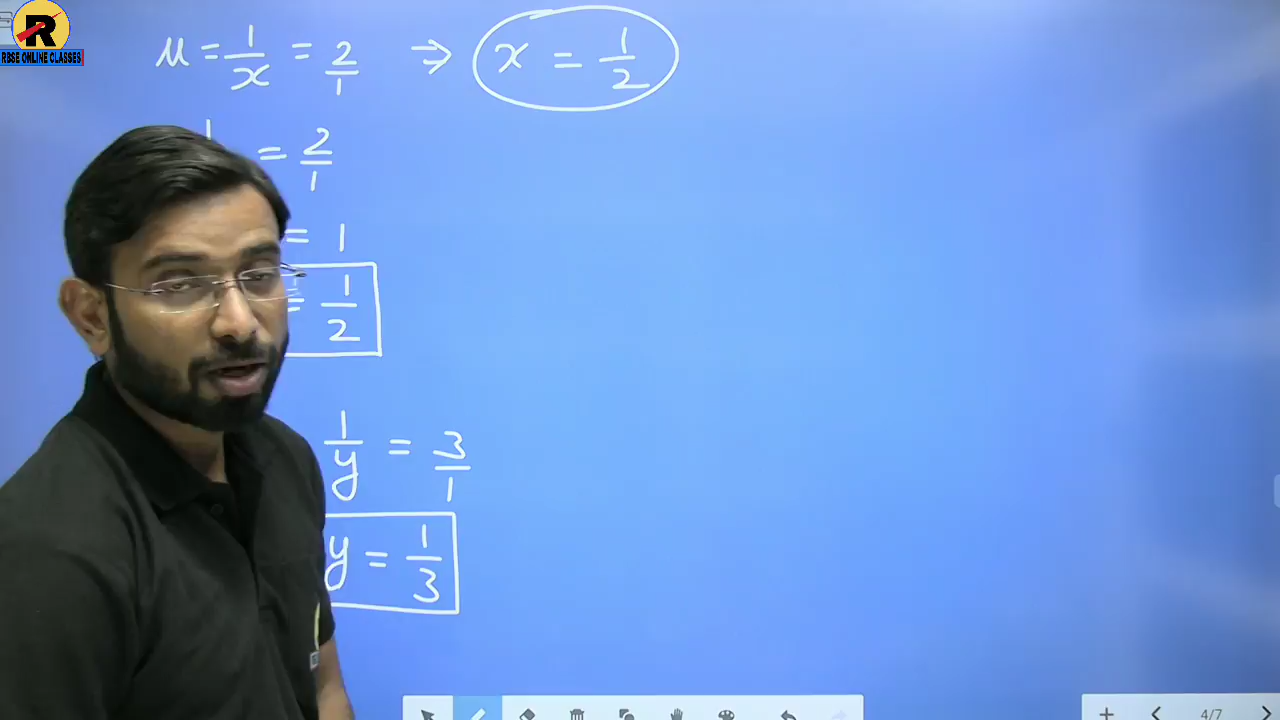 R
RBSE ONLINE CLASSES
u = 1/x = 2/1 ⇒ x = 1/2
1 = 2/1
= 1
= 1/2
1/y = 3/1
y = 1/3
4/7